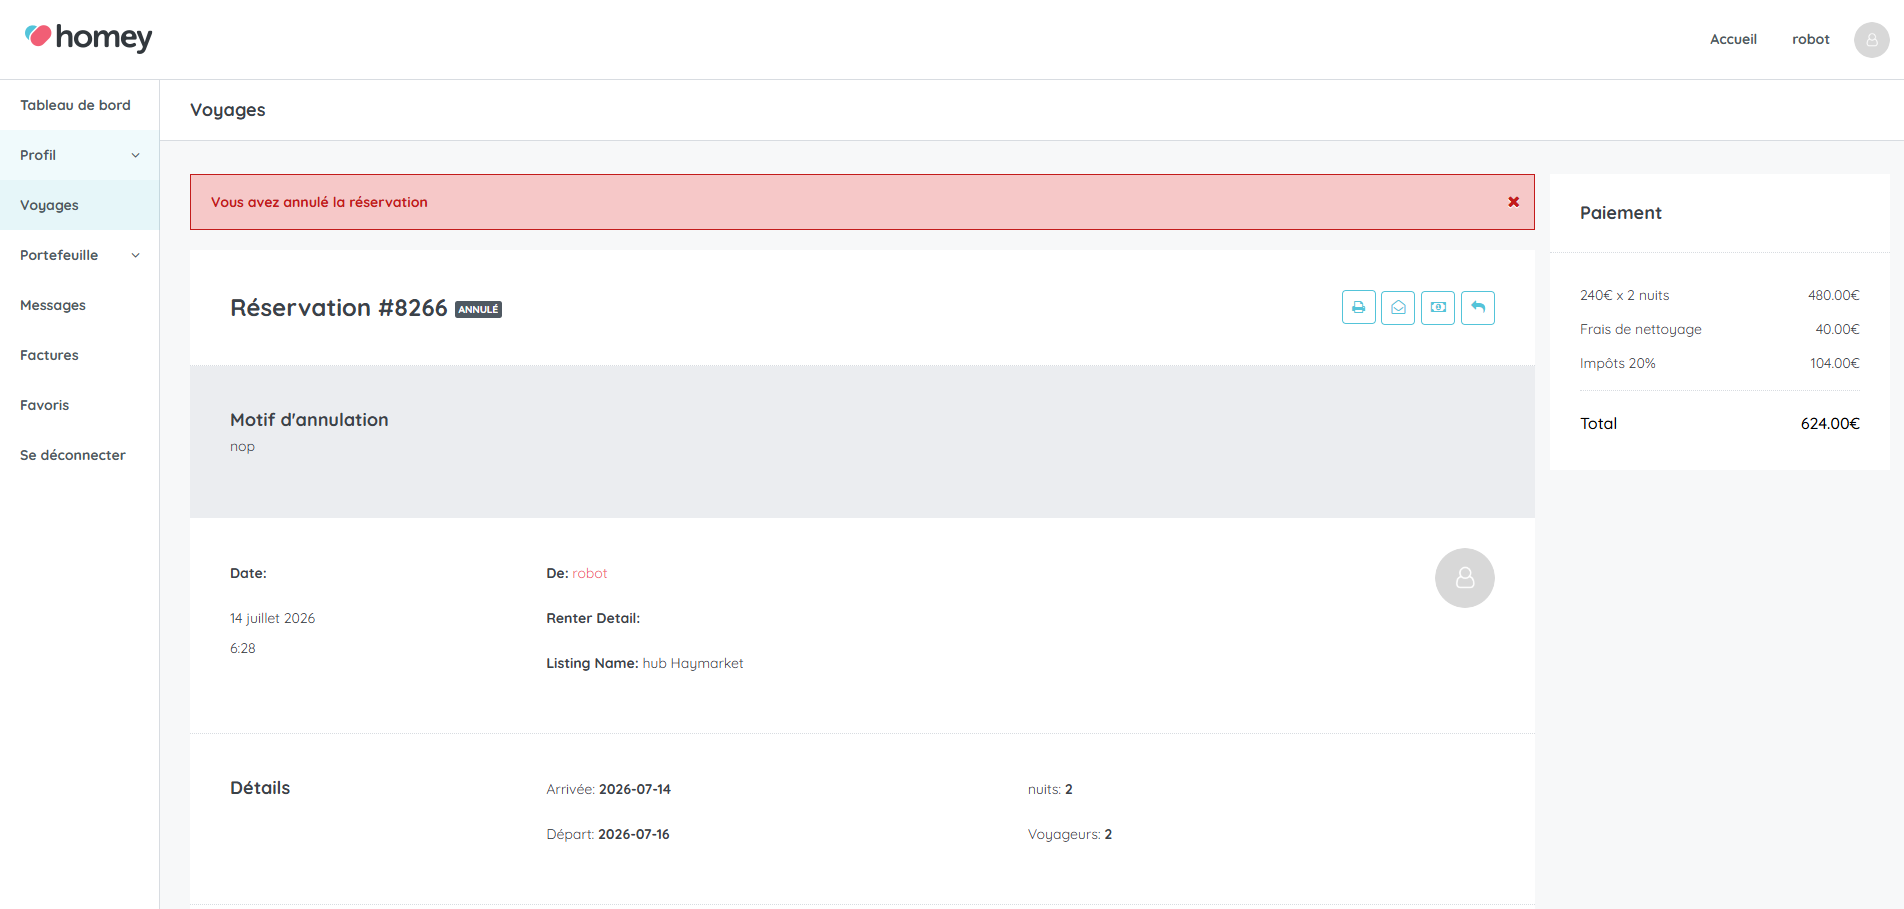 homey
Accueil
robot
Tableau de bord
Profil
Voyages
Portefeuille
Messages
Factures
Favoris
Se déconnecter
Voyages
Vous avez annulé la réservation
Réservation #8266 ANNULÉ
Motif d'annulation
nop
Date:
14 juillet 2026
6:28
De: robot
Renter Detail:
Listing Name: hub Haymarket
Détails
Arrivée: 2026-07-14
nuits: 2
Départ: 2026-07-16
Voyageurs: 2
Paiement
240€ x 2 nuits 480.00€
Frais de nettoyage 40.00€
Impôts 20% 104.00€
Total 624.00€